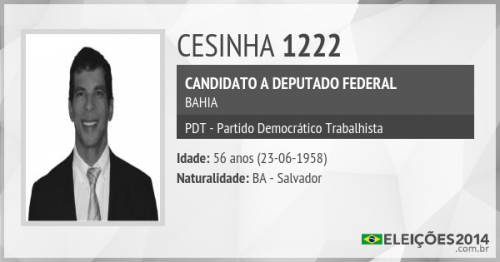 CESINHA 1222
CANDIDATO A DEPUTADO FEDERAL
BAHIA
PDT - Partido Democrático Trabalhista
Idade: 56 anos (23-06-1958)
Naturalidade: BA - Salvador
ELEIÇÕES2014
.com.br